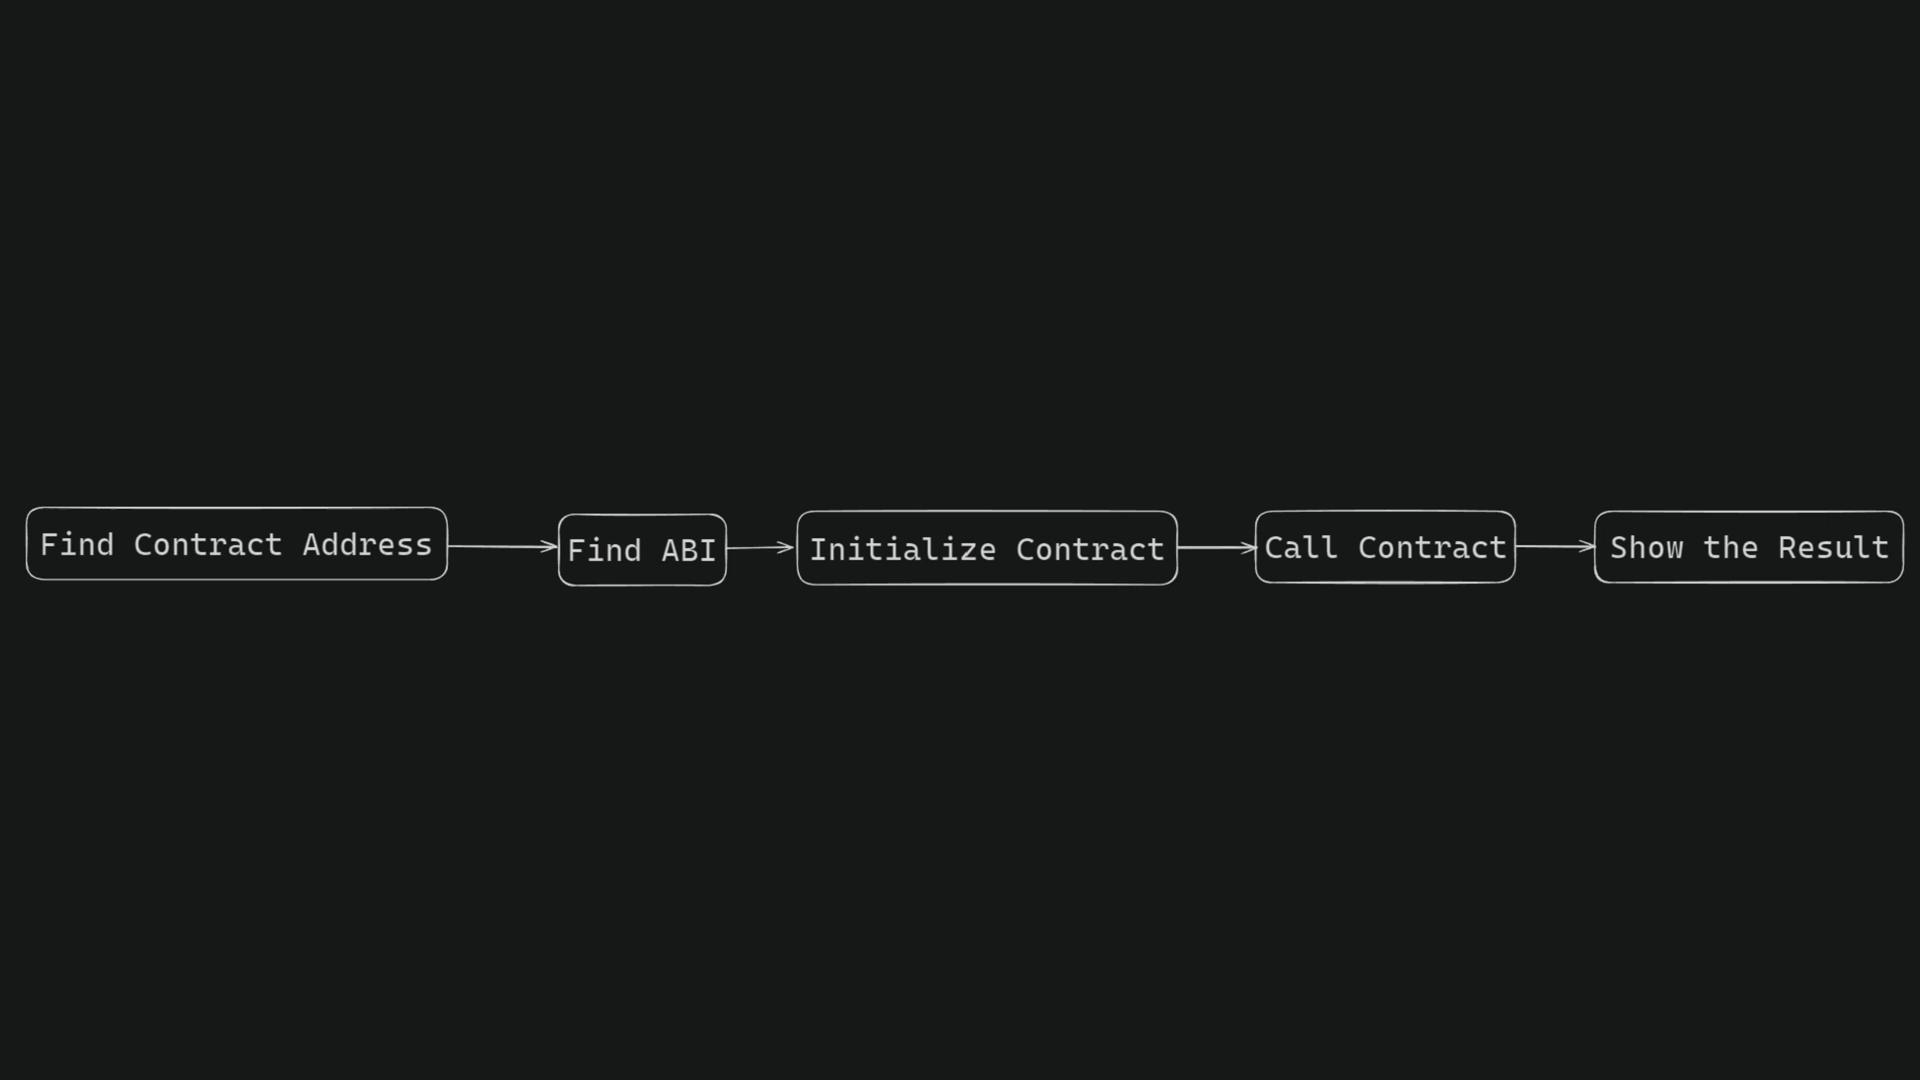 Find Contract Address
Find ABI
Initialize Contract
Call Contract
Show the Result